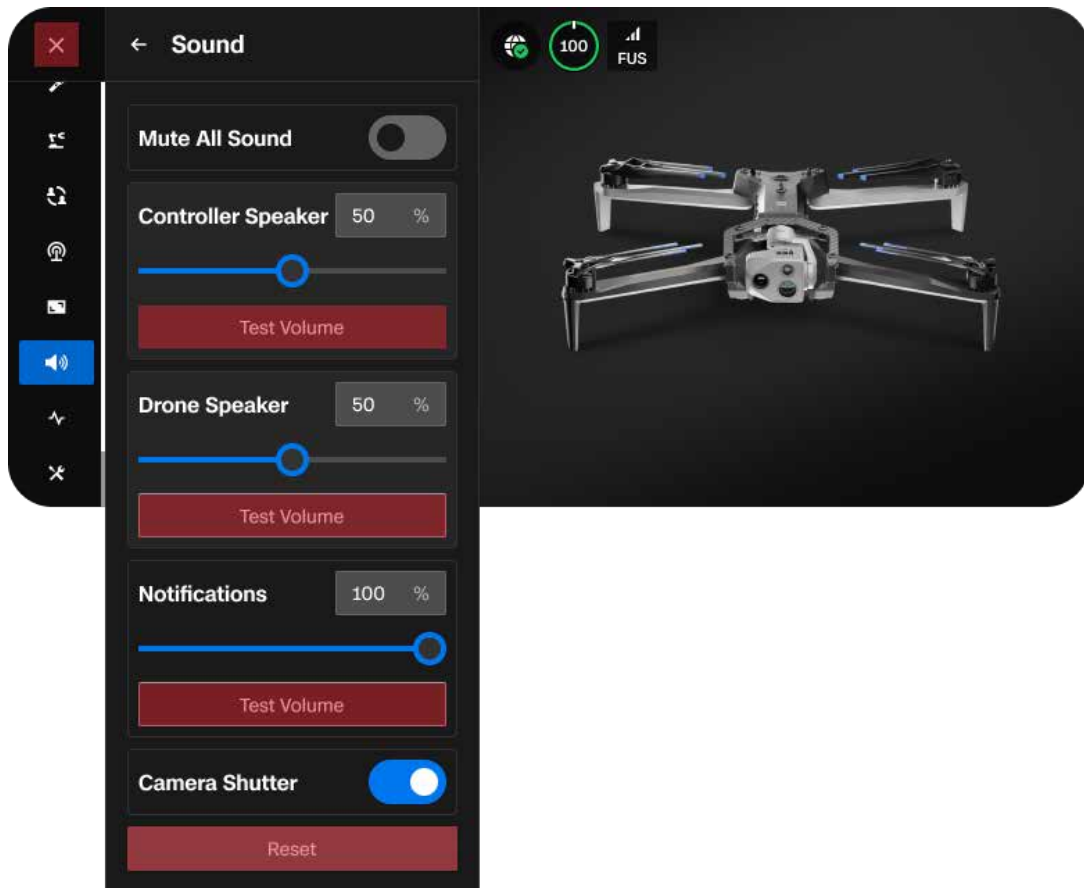 Sound
100
FUS
Mute All Sound
Controller Speaker 50 %
Test Volume
Drone Speaker 50 %
Test Volume
Notifications 100 %
Test Volume
Camera Shutter
Reset